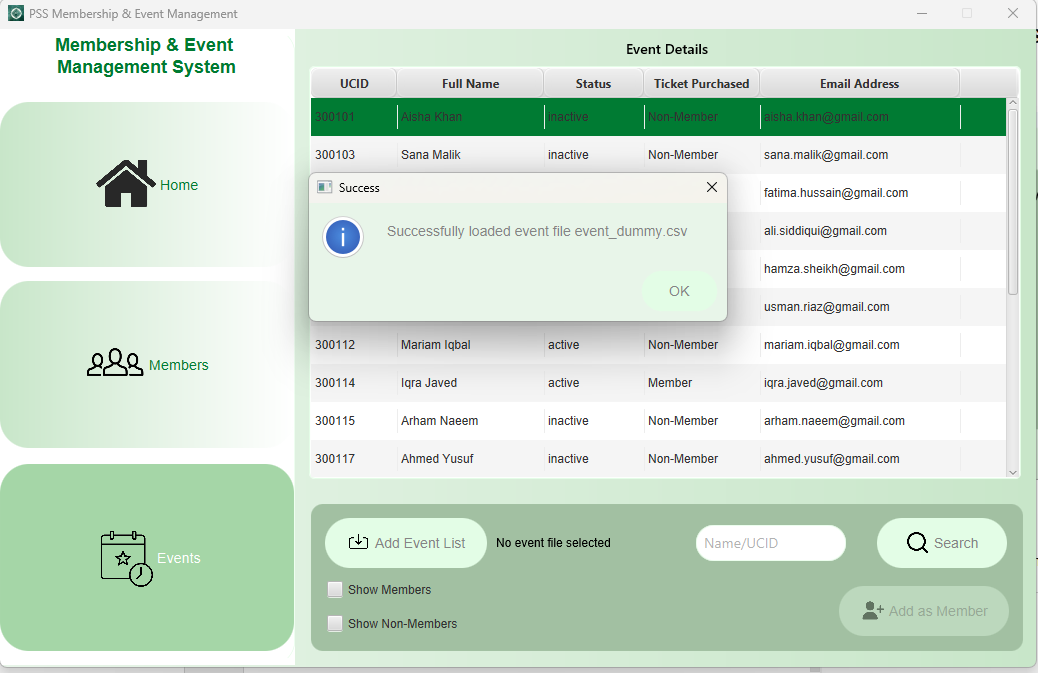 PSS Membership & Event Management
Membership & Event
Management System
Home
Members
Events
Event Details
UCID Full Name Status Ticket Purchased Email Address
300101 Aisha Khan inactive Non-Member aisha.khan@gmail.com
300103 Sana Malik inactive Non-Member sana.malik@gmail.com
fatima.hussain@gmail.com
ali.siddiqui@gmail.com
hamza.sheikh@gmail.com
usman.riaz@gmail.com
Success
Successfully loaded event file event_dummy.csv
OK
300112 Mariam Iqbal active Non-Member mariam.iqbal@gmail.com
300114 Iqra Javed active Member iqra.javed@gmail.com
300115 Arham Naeem inactive Non-Member arham.naeem@gmail.com
300117 Ahmed Yusuf inactive Non-Member ahmed.yusuf@gmail.com
Add Event List No event file selected Name/UCID Search
Show Members
Show Non-Members
Add as Member